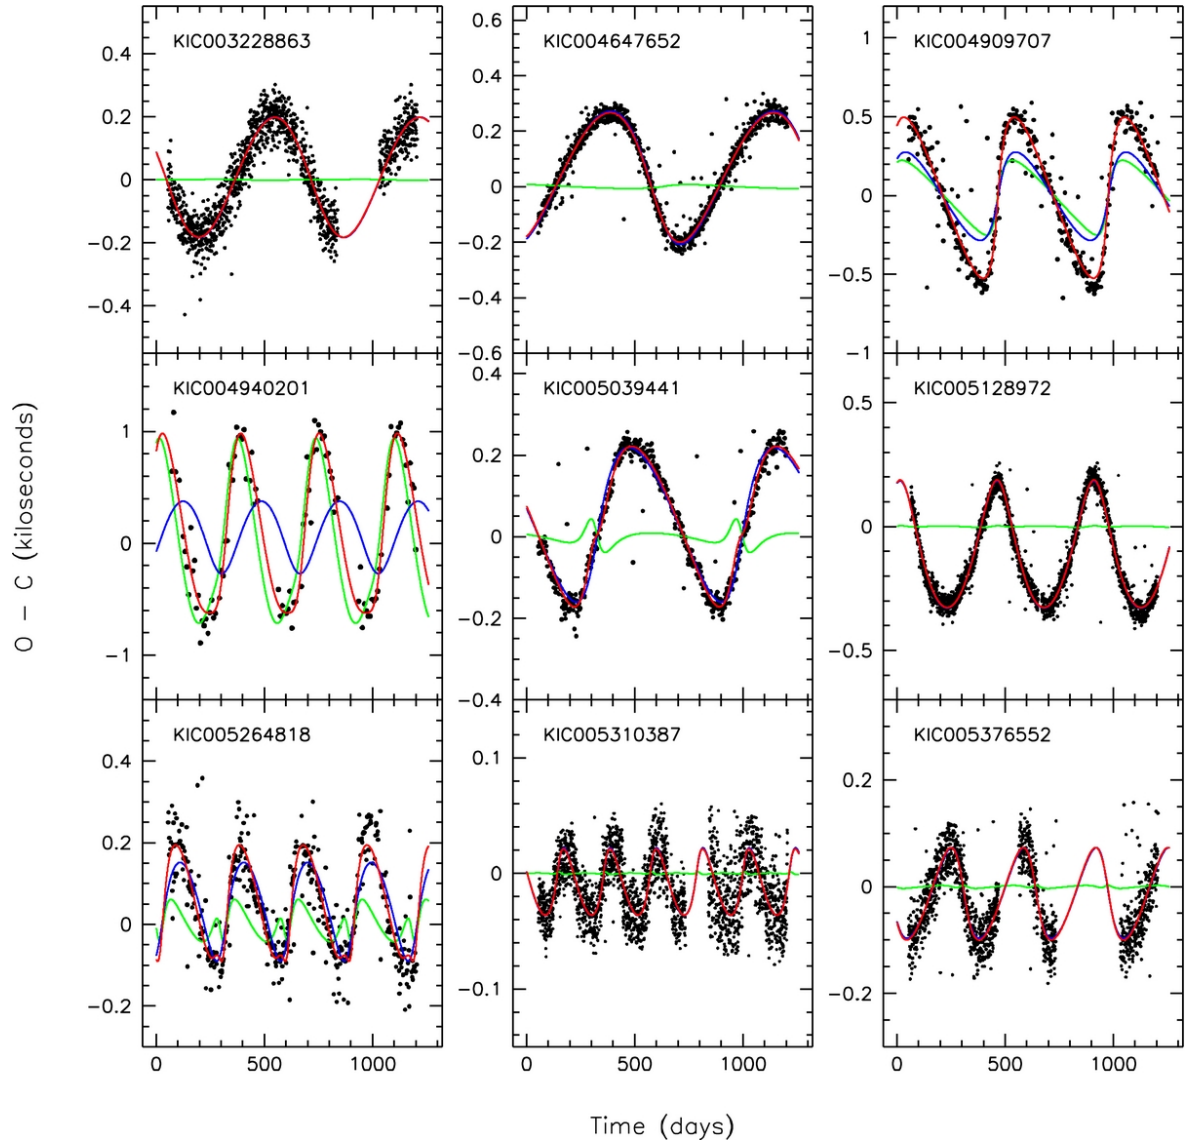 KIC003228863
KIC004647652
KIC004909707
0.4
0.2
0
−0.2
−0.4
0.6
0.4
0.2
0
−0.2
−0.4
−0.6
1
0.5
0
−0.5
−1
KIC004940201
KIC005039441
KIC005128972
1
0
−1
0.4
0.2
0
−0.2
−0.4
0.5
0
−0.5
O − C (kiloseconds)
KIC005264818
KIC005310387
KIC005376552
0.4
0.2
0
−0.2
0.1
0
−0.1
0.2
0
−0.2
0 500 1000
0 500 1000
0 500 1000
Time (days)